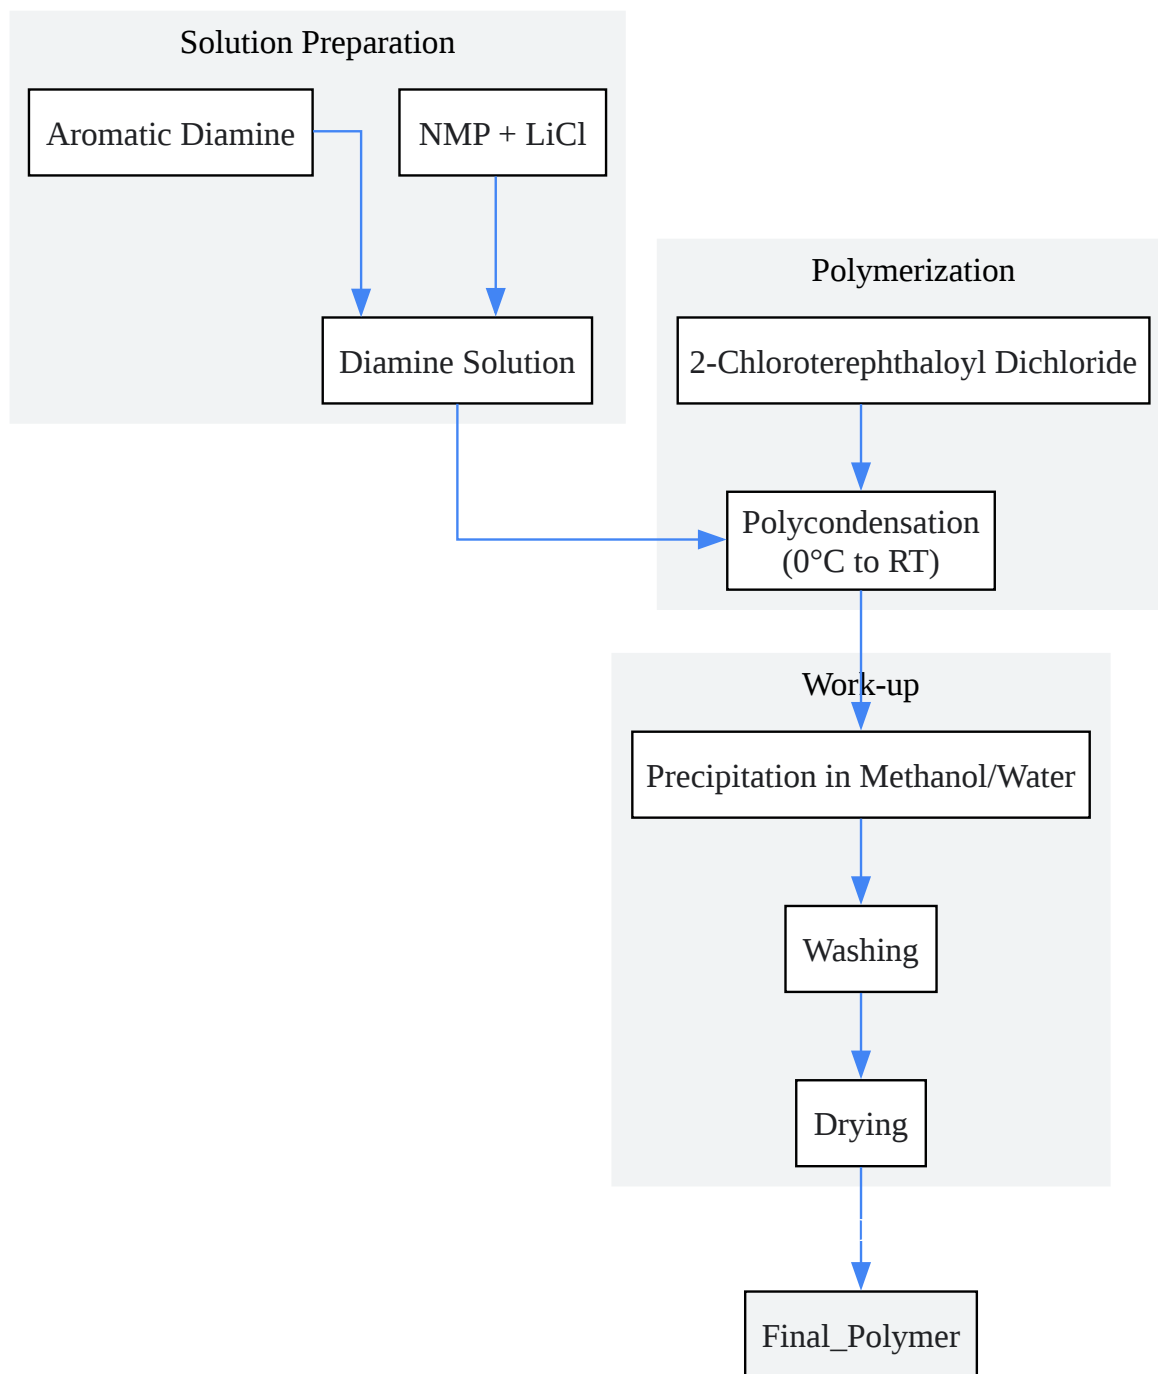 Solution Preparation
Aromatic Diamine
NMP + LiCl
Diamine Solution
Polymerization
2-Chloroterephthaloyl Dichloride
Polycondensation
(0°C to RT)
Work-up
Precipitation in Methanol/Water
Washing
Drying
Final_Polymer